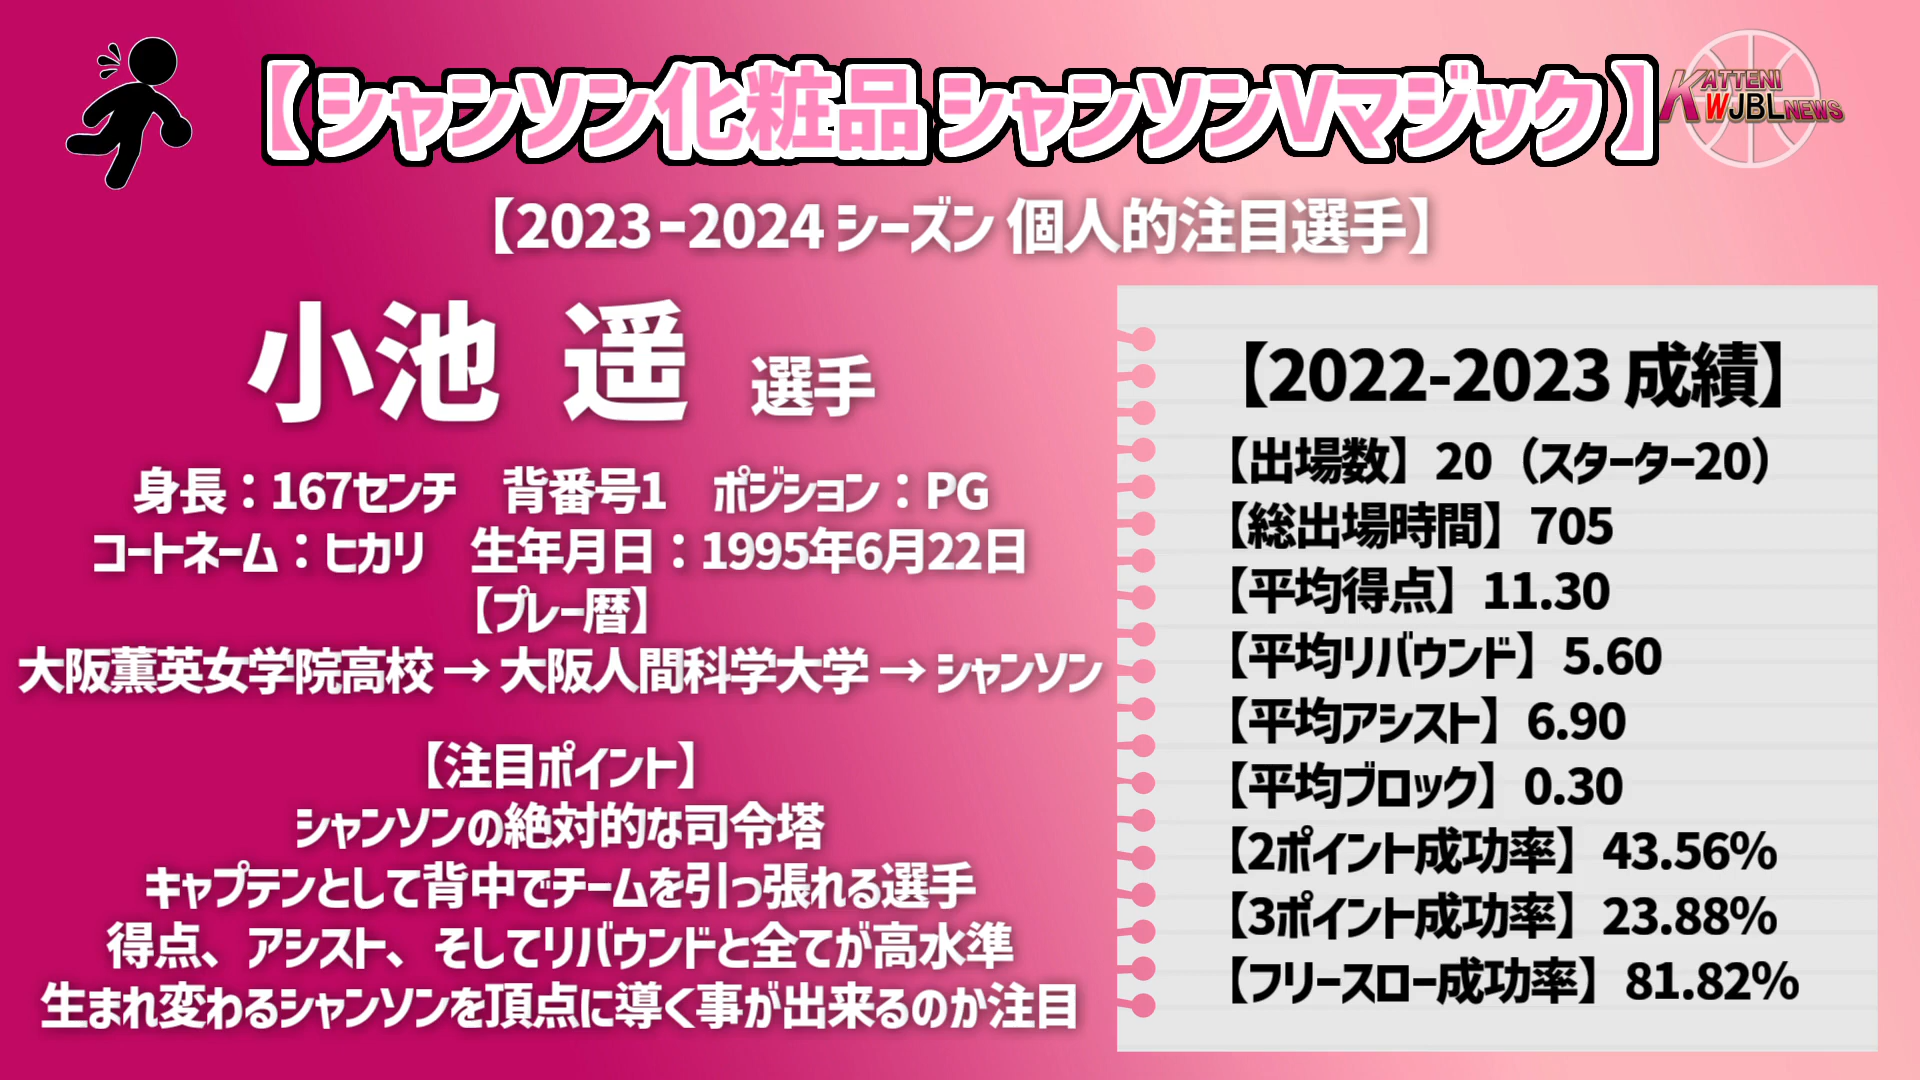 【シャンソン化粧品 シャンソンVマジック】
KATTENI
WJBLNEWS
【2023-2024 シーズン 個人的注目選手】
小池 遥 選手
身長：167センチ 背番号1 ポジション：PG
コートネーム：ヒカリ 生年月日：1995年6月22日
【プレー暦】
大阪薫英女学院高校 → 大阪人間科学大学 → シャンソン
【注目ポイント】
シャンソンの絶対的な司令塔
キャプテンとして背中でチームを引っ張れる選手
得点、アシスト、そしてリバウンドと全てが高水準
生まれ変わるシャンソンを頂点に導く事が出来るのか注目
【2022-2023 成績】
【出場数】20（スターター20）
【総出場時間】705
【平均得点】11.30
【平均リバウンド】5.60
【平均アシスト】6.90
【平均ブロック】0.30
【2ポイント成功率】43.56%
【3ポイント成功率】23.88%
【フリースロー成功率】81.82%